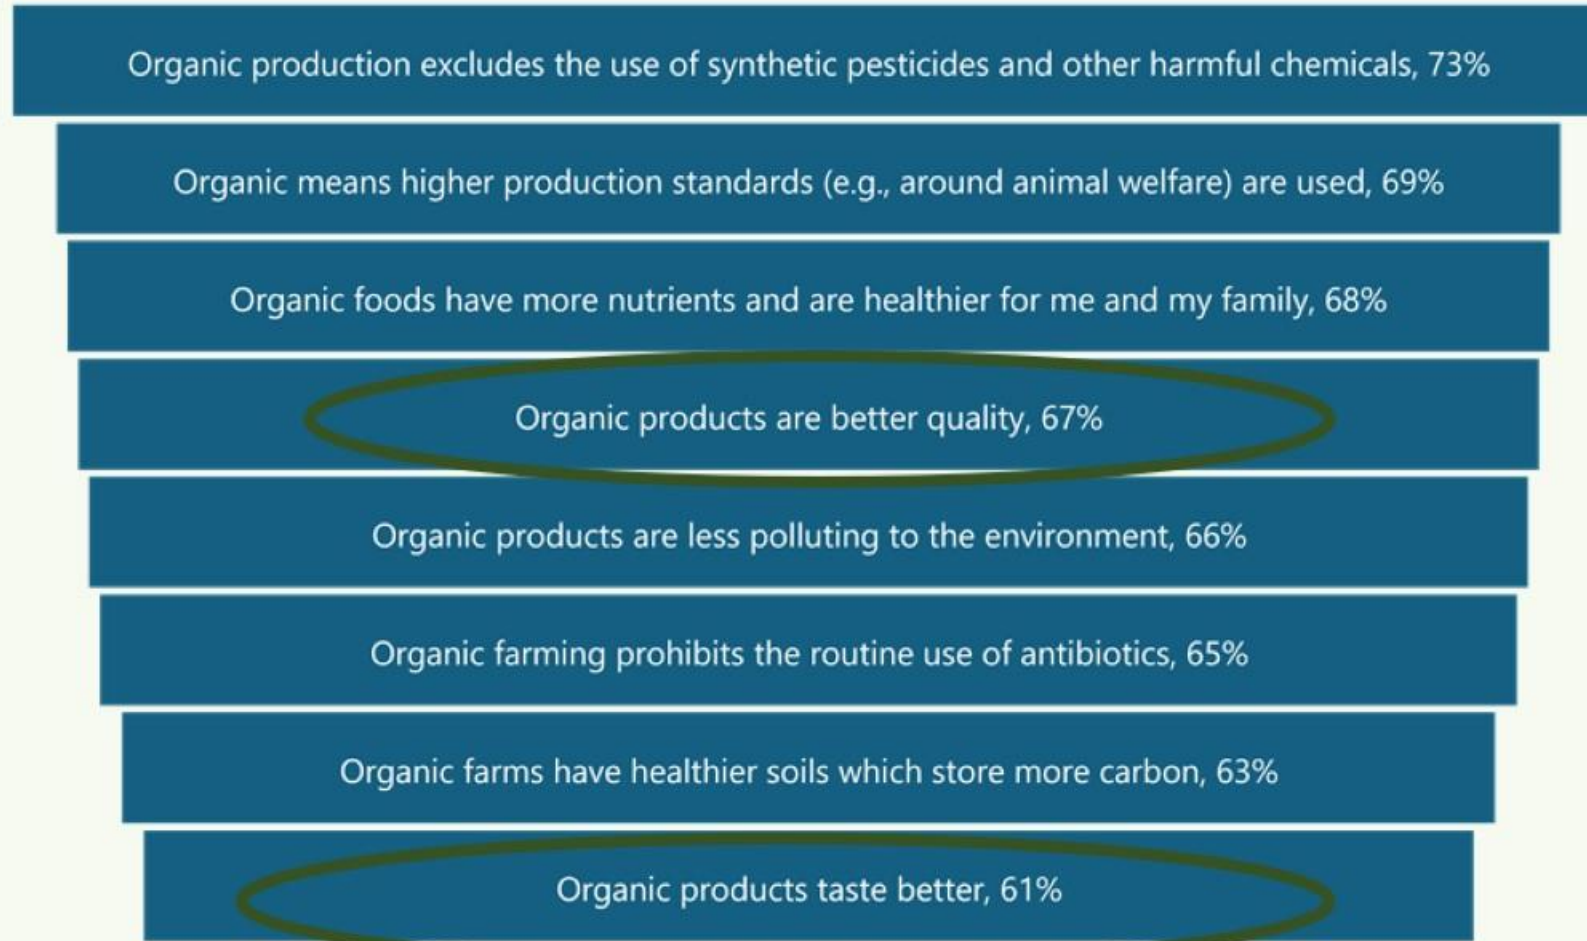 Organic production excludes the use of synthetic pesticides and other harmful chemicals, 73%
Organic means higher production standards (e.g., around animal welfare) are used, 69%
Organic foods have more nutrients and are healthier for me and my family, 68%
Organic products are better quality, 67%
Organic products are less polluting to the environment, 66%
Organic farming prohibits the routine use of antibiotics, 65%
Organic farms have healthier soils which store more carbon, 63%
Organic products taste better, 61%